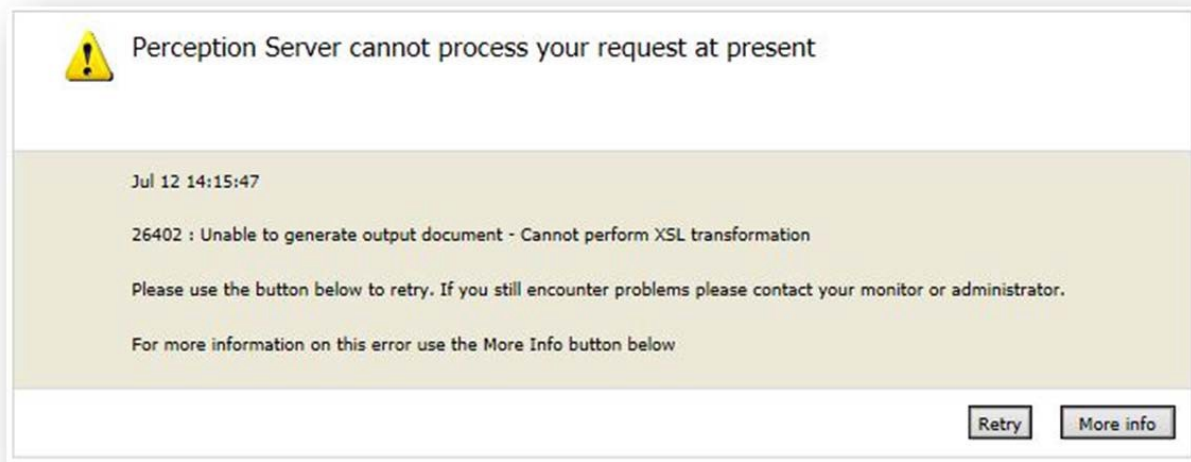 Perception Server cannot process your request at present
Jul 12 14:15:47
26402 : Unable to generate output document - Cannot perform XSL transformation
Please use the button below to retry. If you still encounter problems please contact your monitor or administrator.
For more information on this error use the More Info button below
Retry
More info